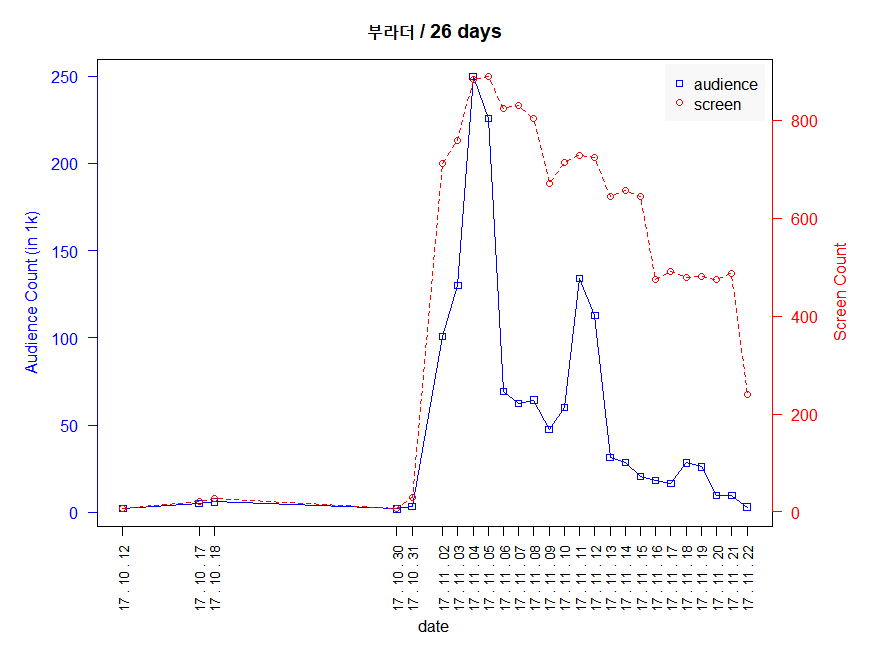 부라더 / 26 days
audience
screen
250
200
150
100
50
0
Audience Count (in 1k)
800
600
400
200
0
Screen Count
17 . 10 . 12
17 . 10 . 17
17 . 10 . 18
17 . 10 . 30
17 . 10 . 31
17 . 11 . 02
17 . 11 . 03
17 . 11 . 04
17 . 11 . 05
17 . 11 . 06
17 . 11 . 07
17 . 11 . 08
17 . 11 . 09
17 . 11 . 10
17 . 11 . 11
17 . 11 . 12
17 . 11 . 13
17 . 11 . 14
17 . 11 . 15
17 . 11 . 16
17 . 11 . 17
17 . 11 . 18
17 . 11 . 19
17 . 11 . 20
17 . 11 . 21
17 . 11 . 22
date